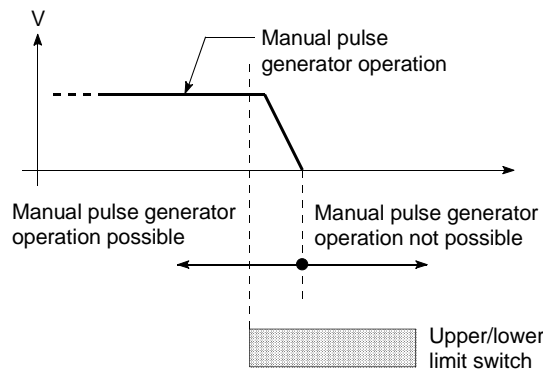 V
Manual pulse
generator operation
Manual pulse generator
operation possible
Manual pulse generator
operation not possible
Upper/lower
limit switch